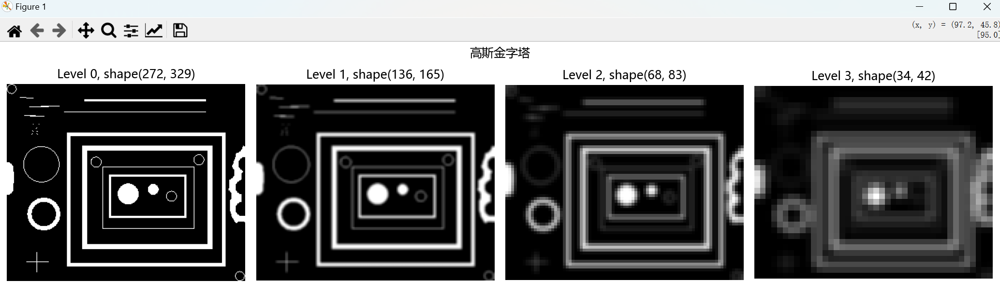 Figure 1
(x, y) = (97.2, 45.8)
[95.0]
高斯金字塔
Level 0, shape(272, 329)
Level 1, shape(136, 165)
Level 2, shape(68, 83)
Level 3, shape(34, 42)